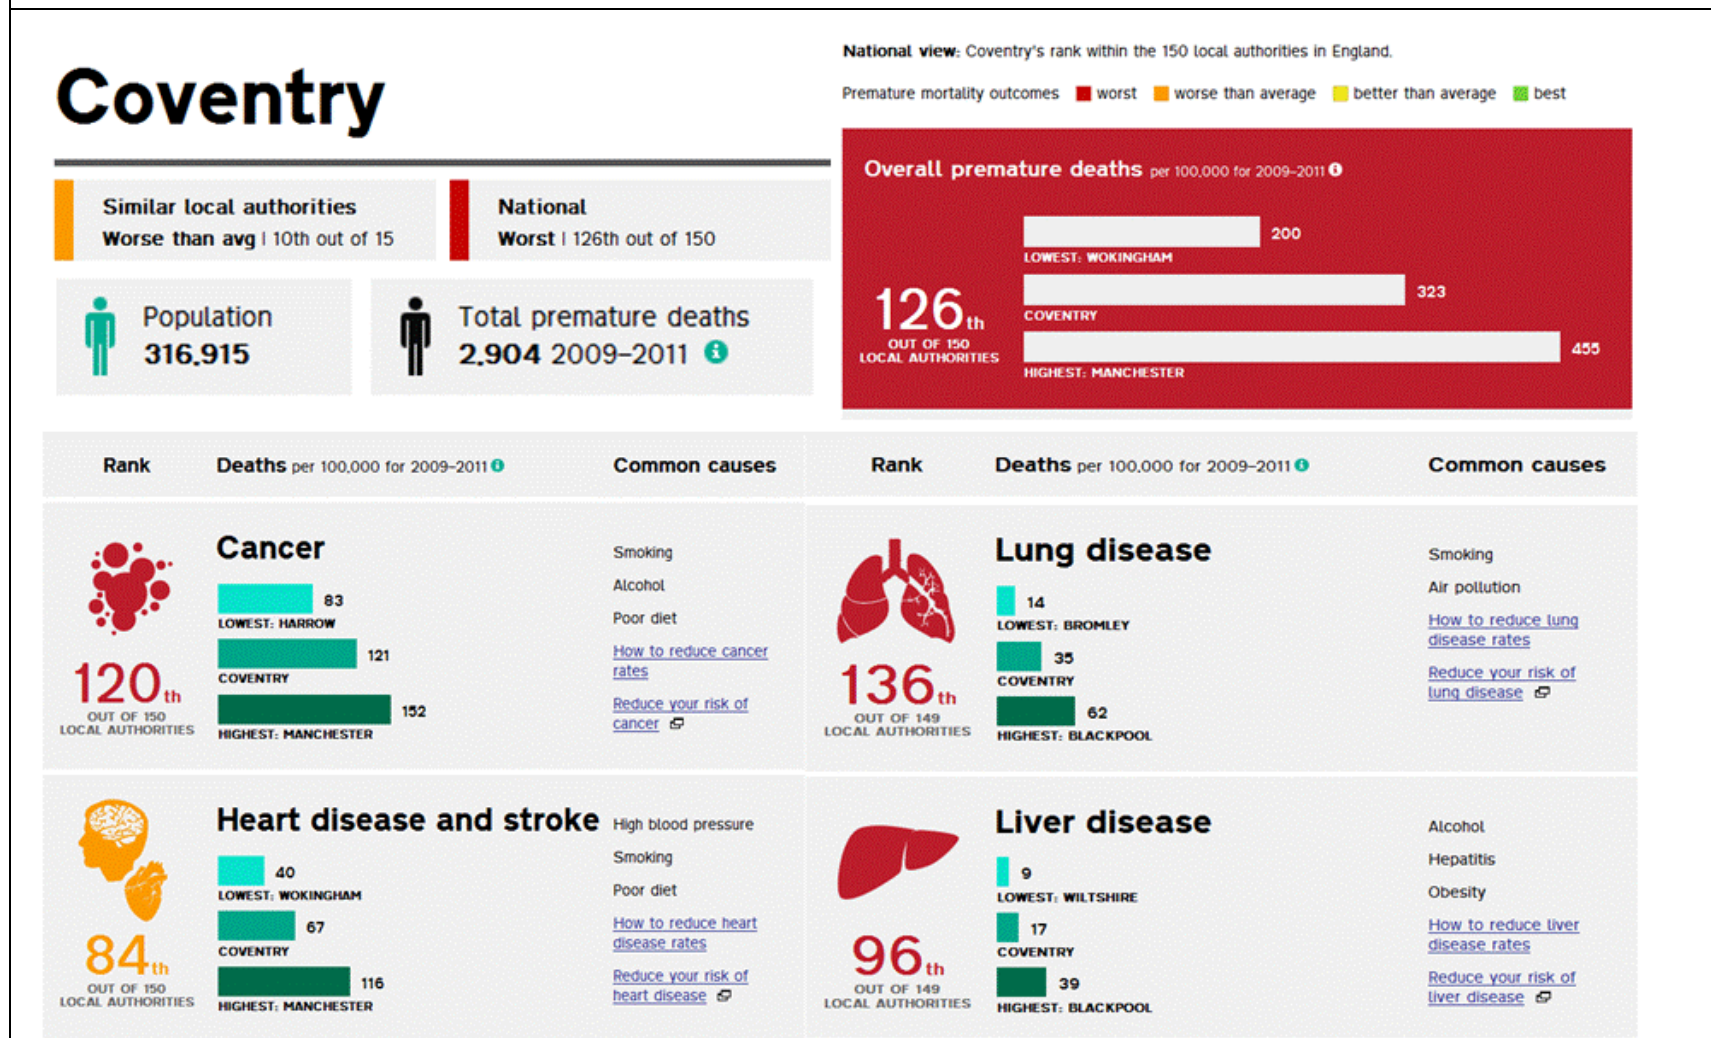 Coventry
National view: Coventry's rank within the 150 local authorities in England.
Premature mortality outcomes worst worse than average better than average best
Similar local authorities
Worse than avg | 10th out of 15
National
Worst | 126th out of 150
Population
316,915
Total premature deaths
2,904 2009–2011 i
Overall premature deaths per 100,000 for 2009–2011 i
126th
OUT OF 150
LOCAL AUTHORITIES
200
LOWEST: WOKINGHAM
323
COVENTRY
455
HIGHEST: MANCHESTER
Rank Deaths per 100,000 for 2009–2011 i Common causes
Rank Deaths per 100,000 for 2009–2011 i Common causes
120th
OUT OF 150
LOCAL AUTHORITIES
Cancer
83
LOWEST: HARROW
121
COVENTRY
152
HIGHEST: MANCHESTER
Smoking
Alcohol
Poor diet
How to reduce cancer
rates
Reduce your risk of
cancer
136th
OUT OF 149
LOCAL AUTHORITIES
Lung disease
14
LOWEST: BROMLEY
35
COVENTRY
62
HIGHEST: BLACKPOOL
Smoking
Air pollution
How to reduce lung
disease rates
Reduce your risk of
lung disease
84th
OUT OF 150
LOCAL AUTHORITIES
Heart disease and stroke
40
LOWEST: WOKINGHAM
67
COVENTRY
116
HIGHEST: MANCHESTER
High blood pressure
Smoking
Poor diet
How to reduce heart
disease rates
Reduce your risk of
heart disease
96th
OUT OF 149
LOCAL AUTHORITIES
Liver disease
9
LOWEST: WILTSHIRE
17
COVENTRY
39
HIGHEST: BLACKPOOL
Alcohol
Hepatitis
Obesity
How to reduce liver
disease rates
Reduce your risk of
liver disease